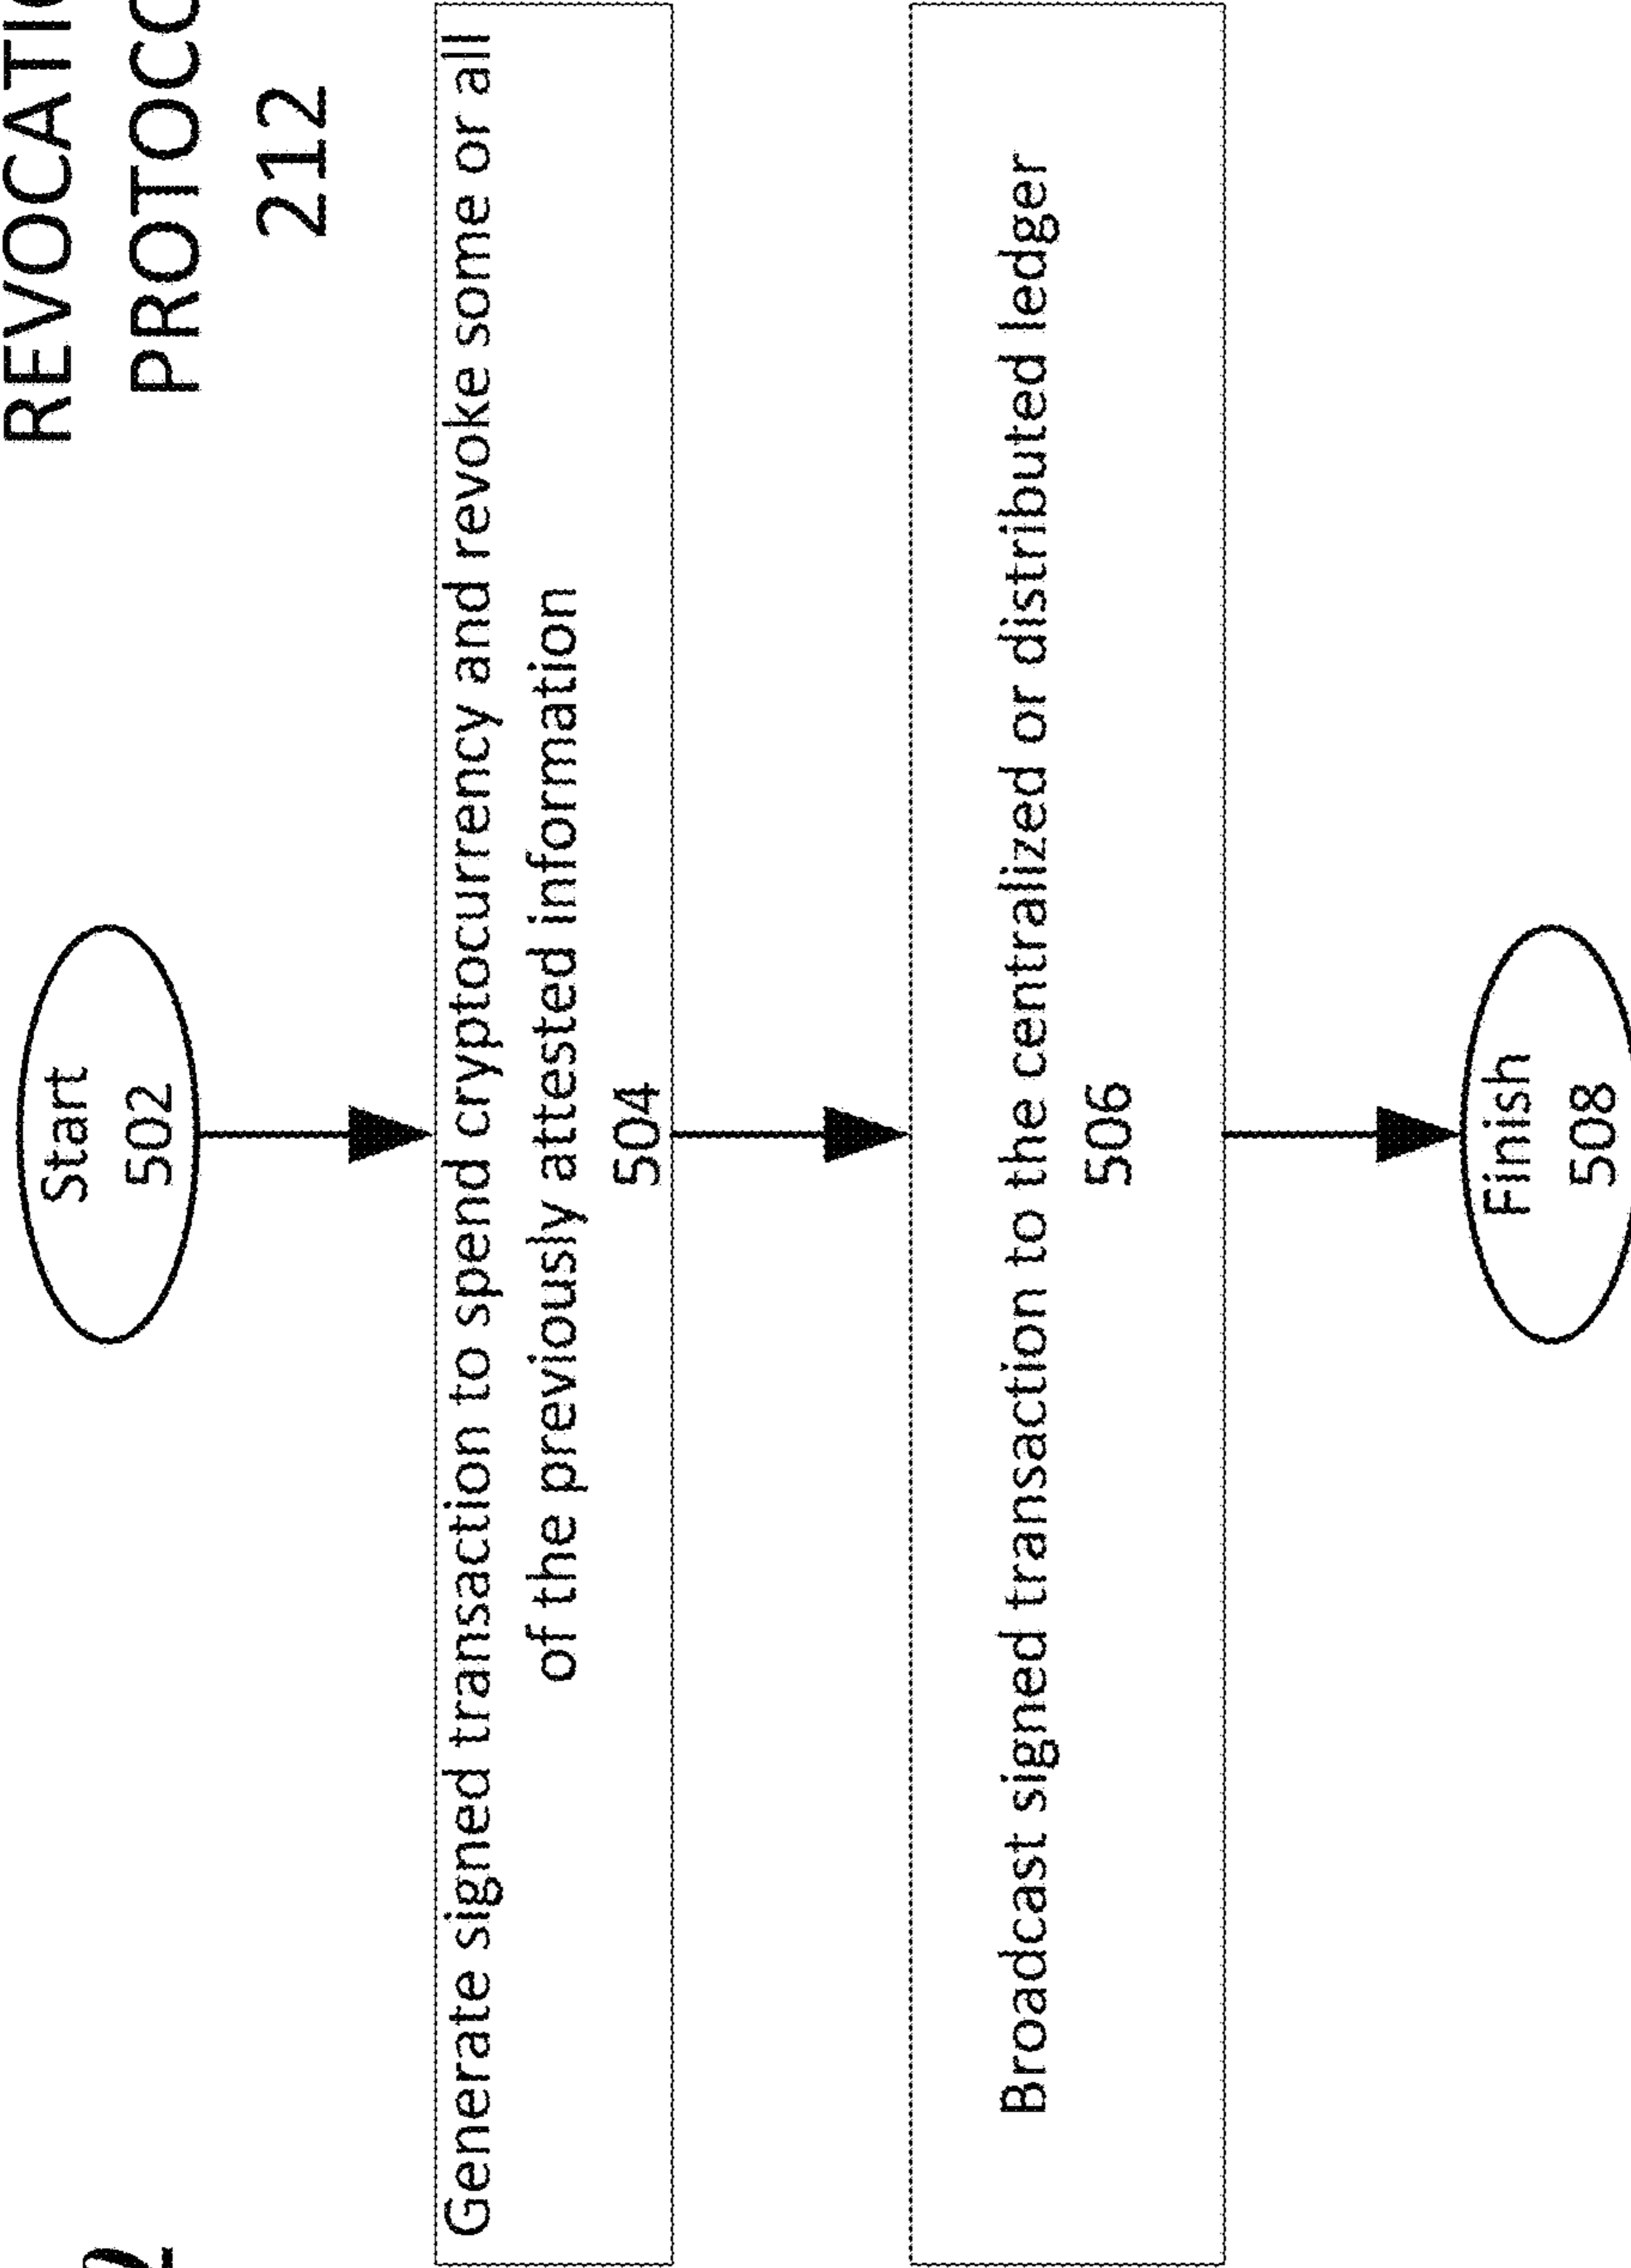 REVOCATIO
PROTOCO
212
Start
502
Generate signed transaction to spend cryptocurrency and revoke some or all
of the previously attested information
504
Broadcast signed transaction to the centralized or distributed ledger
506
Finish
508